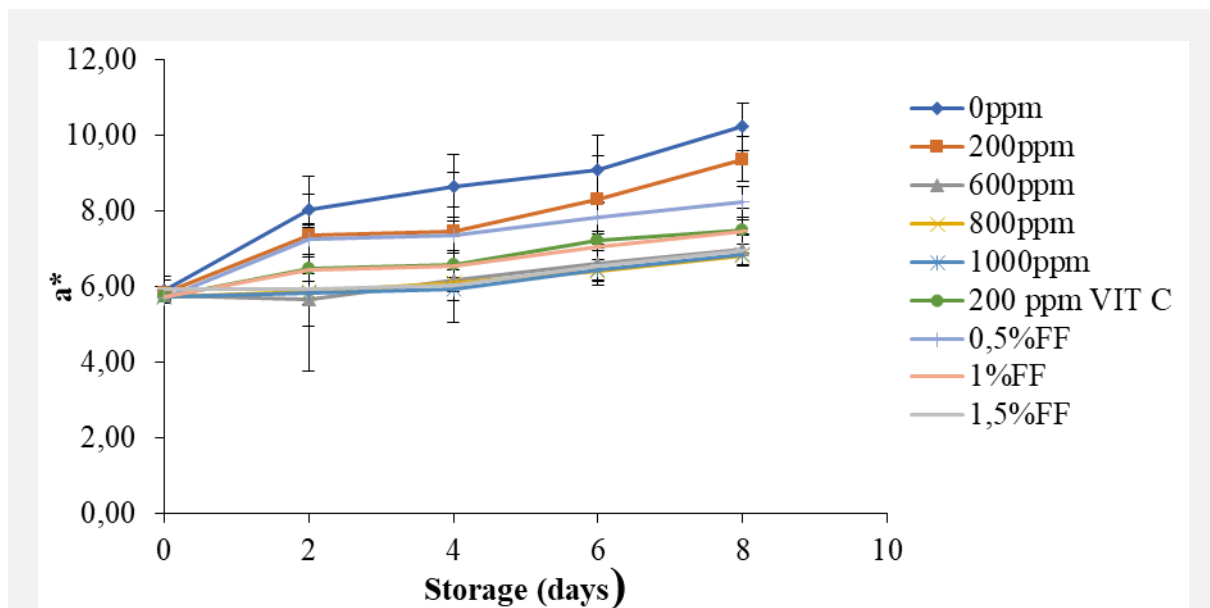 12,00
10,00
8,00
6,00
4,00
2,00
0,00
a*
0 2 4 6 8 10
Storage (days)
0ppm
200ppm
600ppm
800ppm
1000ppm
200 ppm VIT C
0,5%FF
1%FF
1,5%FF